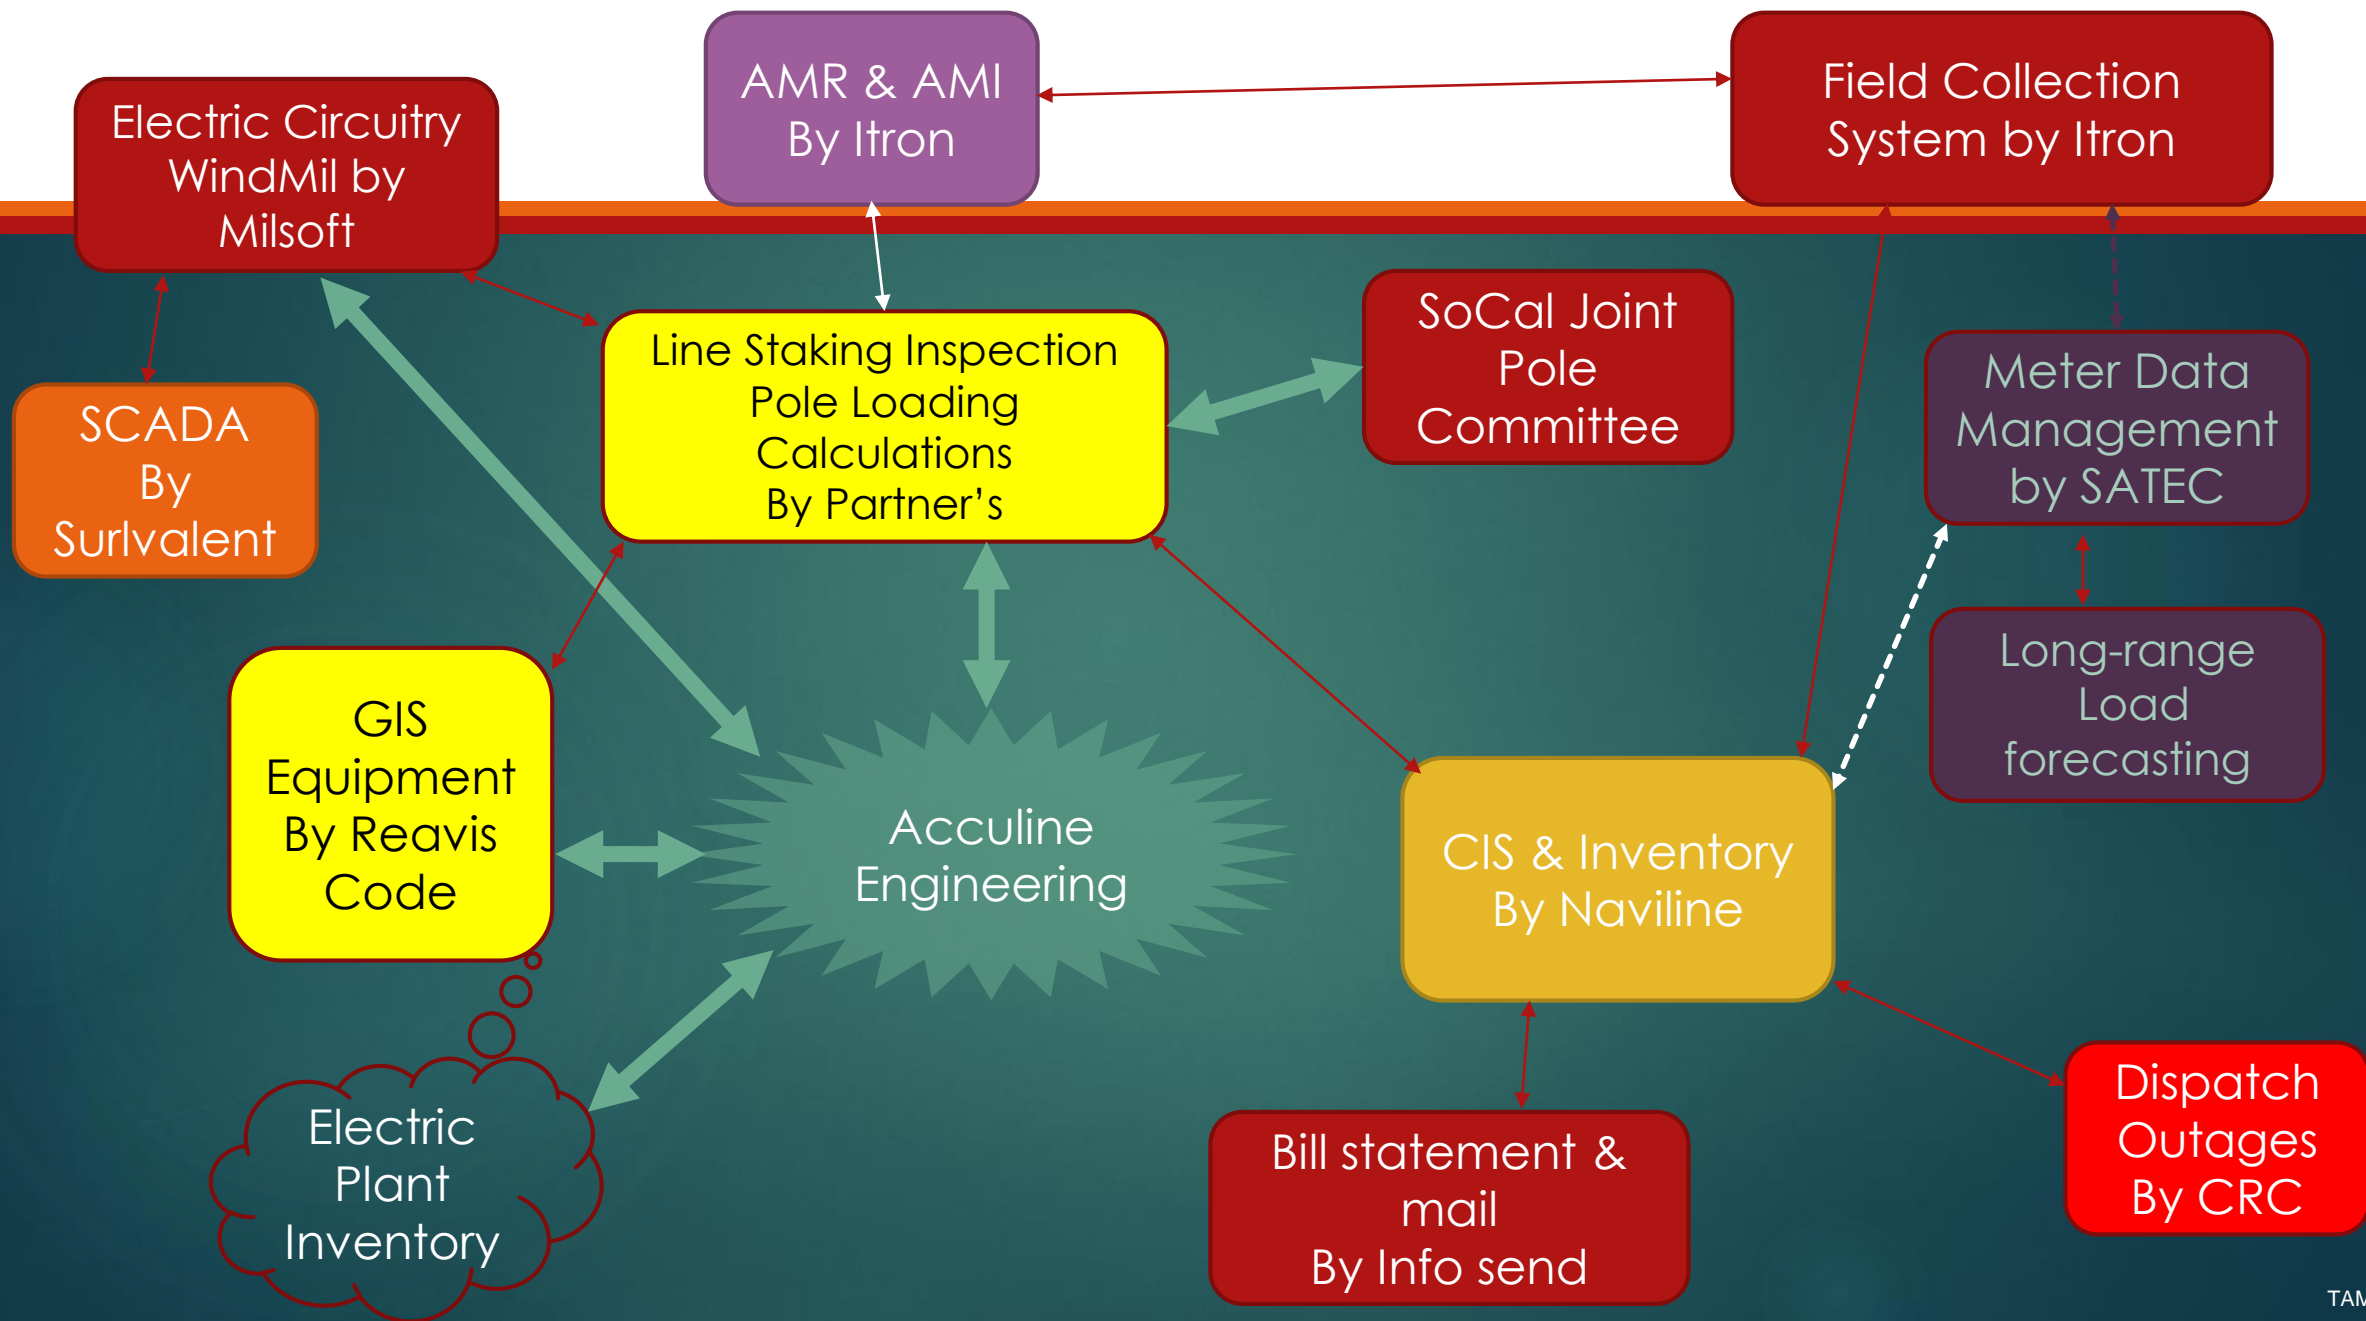 AMR & AMI
By Itron
Field Collection
System by Itron
Electric Circuitry
WindMil by
Milsoft
SoCal Joint
Pole
Committee
Line Staking Inspection
Pole Loading
Calculations
By Partner’s
Meter Data
Management
by SATEC
SCADA
By
Surlvalent
Long-range
Load
forecasting
GIS
Equipment
By Reavis
Code
Acculine
Engineering
CIS & Inventory
By Naviline
Dispatch
Outages
By CRC
Electric
Plant
Inventory
Bill statement &
mail
By Info send
TAM